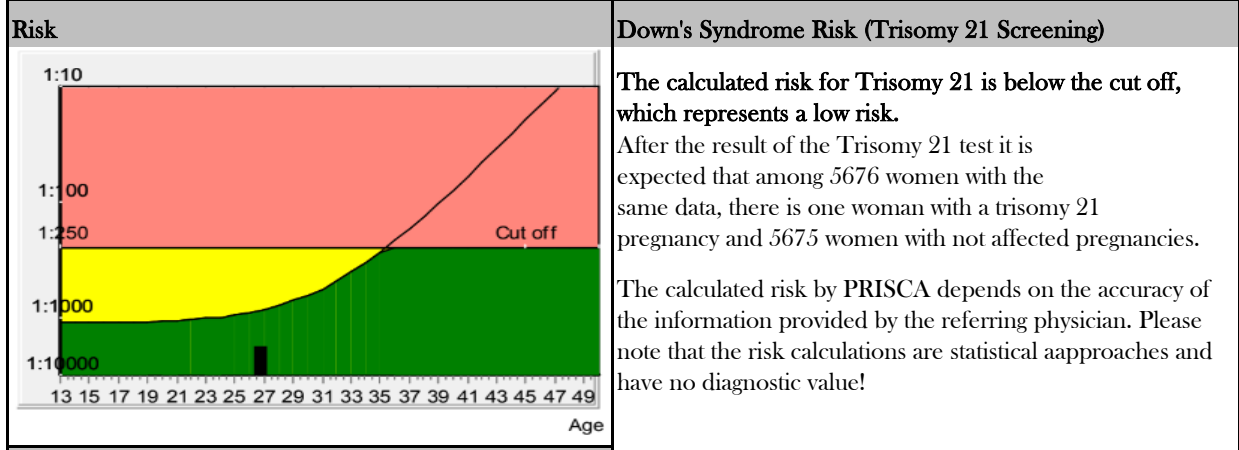 Risk
1:10
1:100
1:250
Cut off
1:1000
1:10000
13 15 17 19 21 23 25 27 29 31 33 35 37 39 41 43 45 47 49
Age
Down's Syndrome Risk (Trisomy 21 Screening)
The calculated risk for Trisomy 21 is below the cut off,
which represents a low risk.
After the result of the Trisomy 21 test it is
expected that among 5676 women with the
same data, there is one woman with a trisomy 21
pregnancy and 5675 women with not affected pregnancies.
The calculated risk by PRISCA depends on the accuracy of
the information provided by the referring physician. Please
note that the risk calculations are statistical aapproaches and
have no diagnostic value!